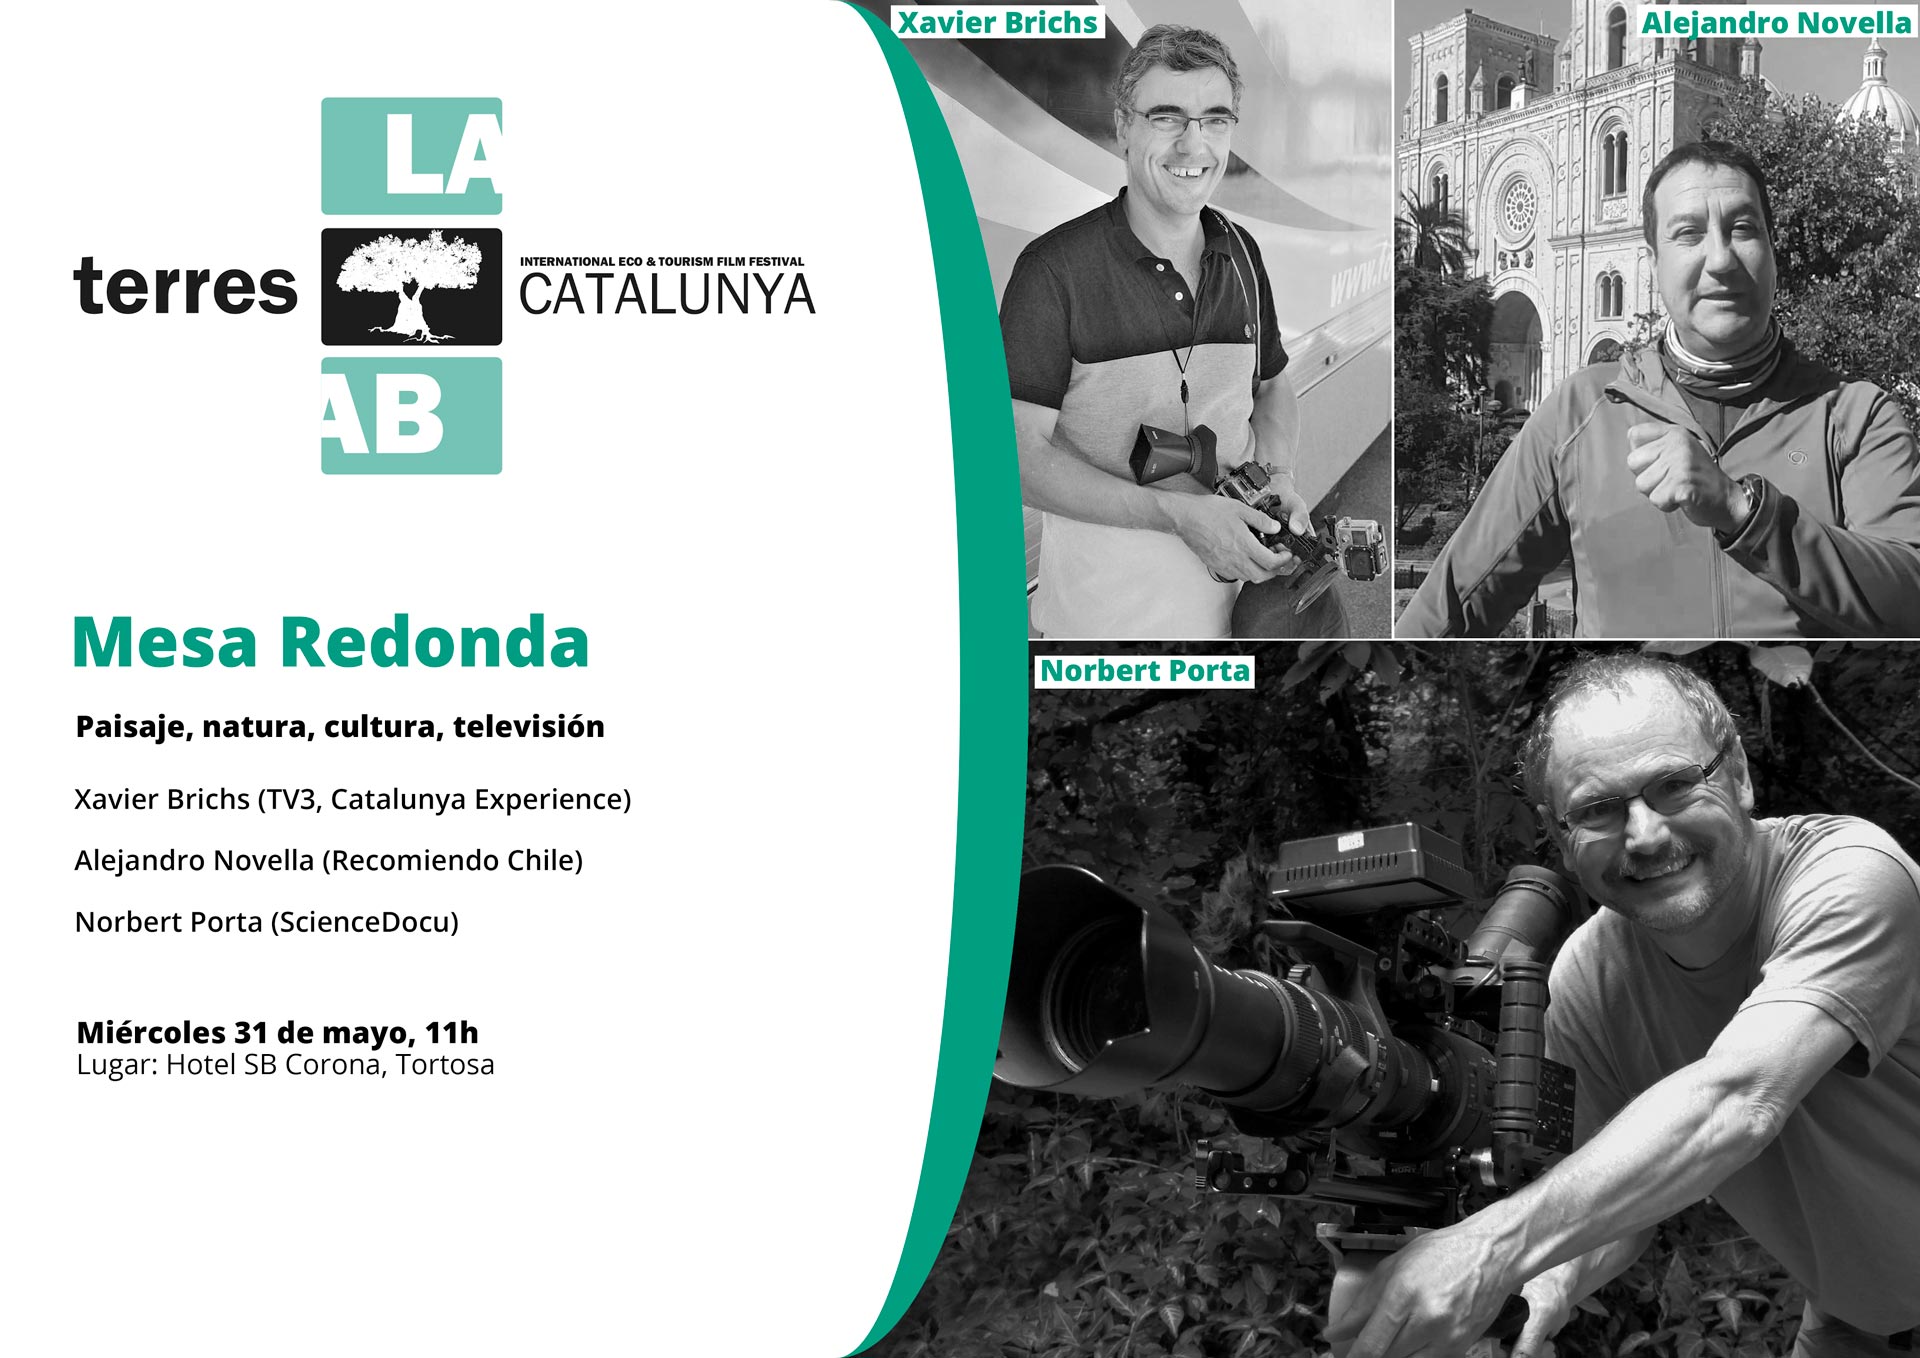 LA
terres
INTERNATIONAL ECO & TOURISM FILM FESTIVAL
CATALUNYA
AB
Mesa Redonda
Paisaje, natura, cultura, televisión
Xavier Brichs (TV3, Catalunya Experience)
Alejandro Novella (Recomiendo Chile)
Norbert Porta (ScienceDocu)
Miércoles 31 de mayo, 11h
Lugar: Hotel SB Corona, Tortosa
Xavier Brichs
Alejandro Novella
www.
Norbert Porta